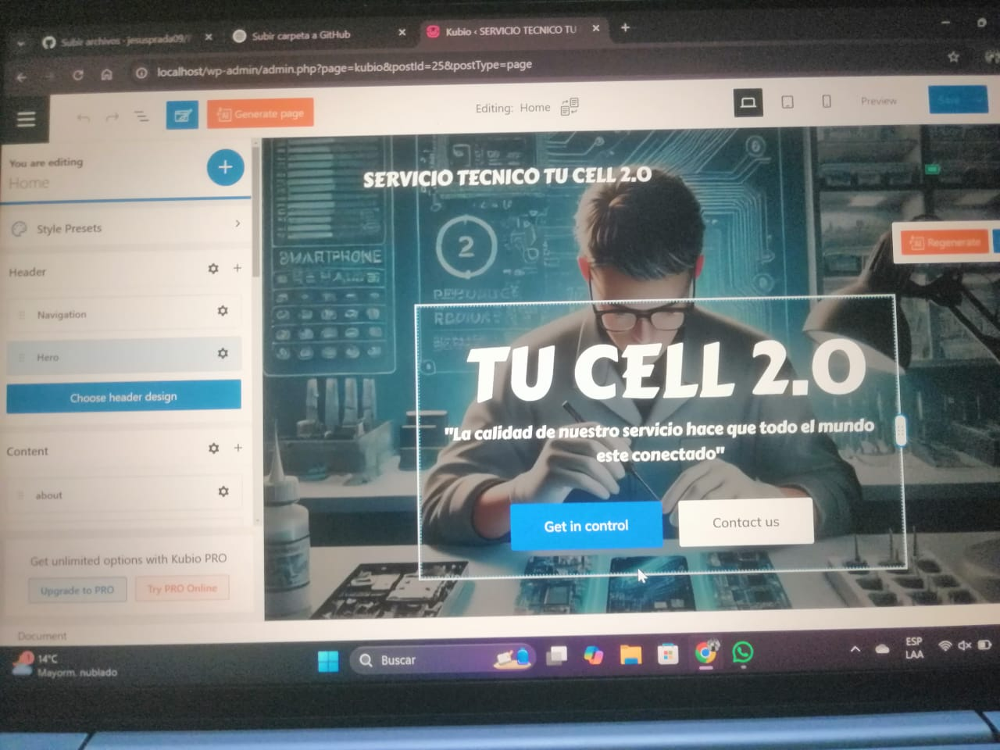 Subir archivos · jesusprada09/
Subir carpeta a GitHub
Kubio ‹ SERVICIO TECNICO TU
localhost/wp-admin/admin.php?page=kubio&postId=25&postType=page
Generate page
Editing: Home
Preview
Save
You are editing
Home
Style Presets
Header
Navigation
Hero
Choose header design
Content
about
Get unlimited options with Kubio PRO
Upgrade to PRO
Try PRO Online
Document
SERVICIO TECNICO TU CELL 2.0
SMARTPHONE
2
Regenerate
TU CELL 2.0
"La calidad de nuestro servicio hace que todo el mundo
este conectado"
Get in control
Contact us
14°C
Mayorm. nublado
Buscar
ESP
LAA